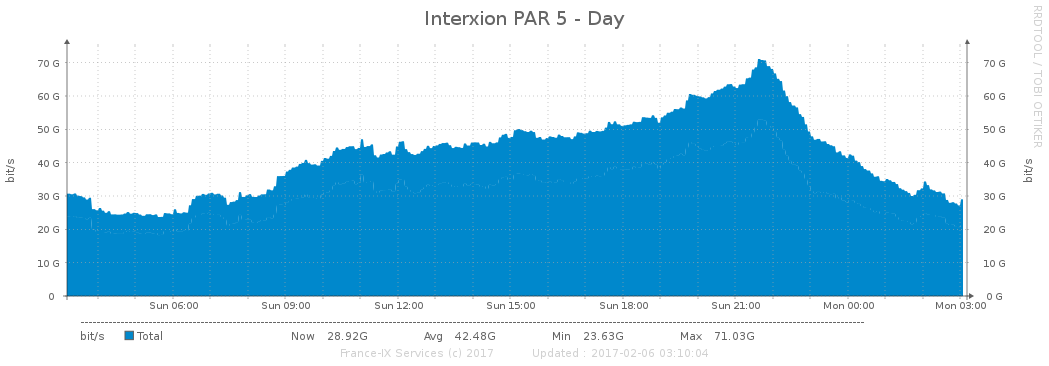 Interxion PAR 5 - Day
RRDTOOL / TOBI OETIKER
bit/s
70 G 70 G
60 G 60 G
50 G 50 G
40 G 40 G
30 G 30 G
20 G 20 G
10 G 10 G
0 0 G
bit/s
Sun 06:00 Sun 09:00 Sun 12:00 Sun 15:00 Sun 18:00 Sun 21:00 Mon 00:00 Mon 03:00
bit/s Total Now 28.92G Avg 42.48G Min 23.63G Max 71.03G
France-IX Services (c) 2017 Updated : 2017-02-06 03:10:04